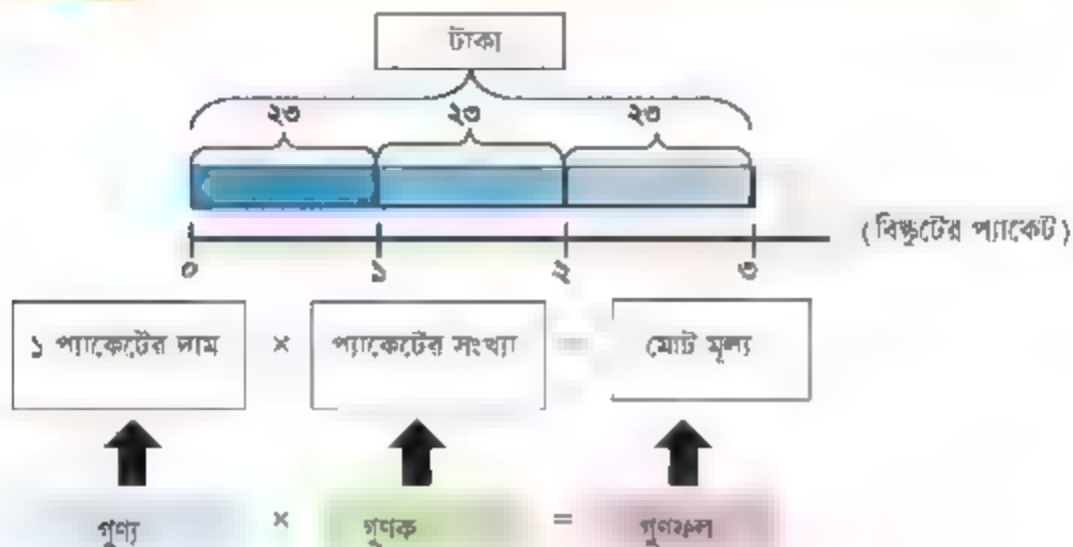 টাকা
২৩ ২৩ ২৩
(বিস্কুটের প্যাকেট)
০ ১ ২ ৩
১ প্যাকেটের দাম × প্যাকেটের সংখ্যা = মোট মূল্য
গুণ্য × গুণক = গুণফল